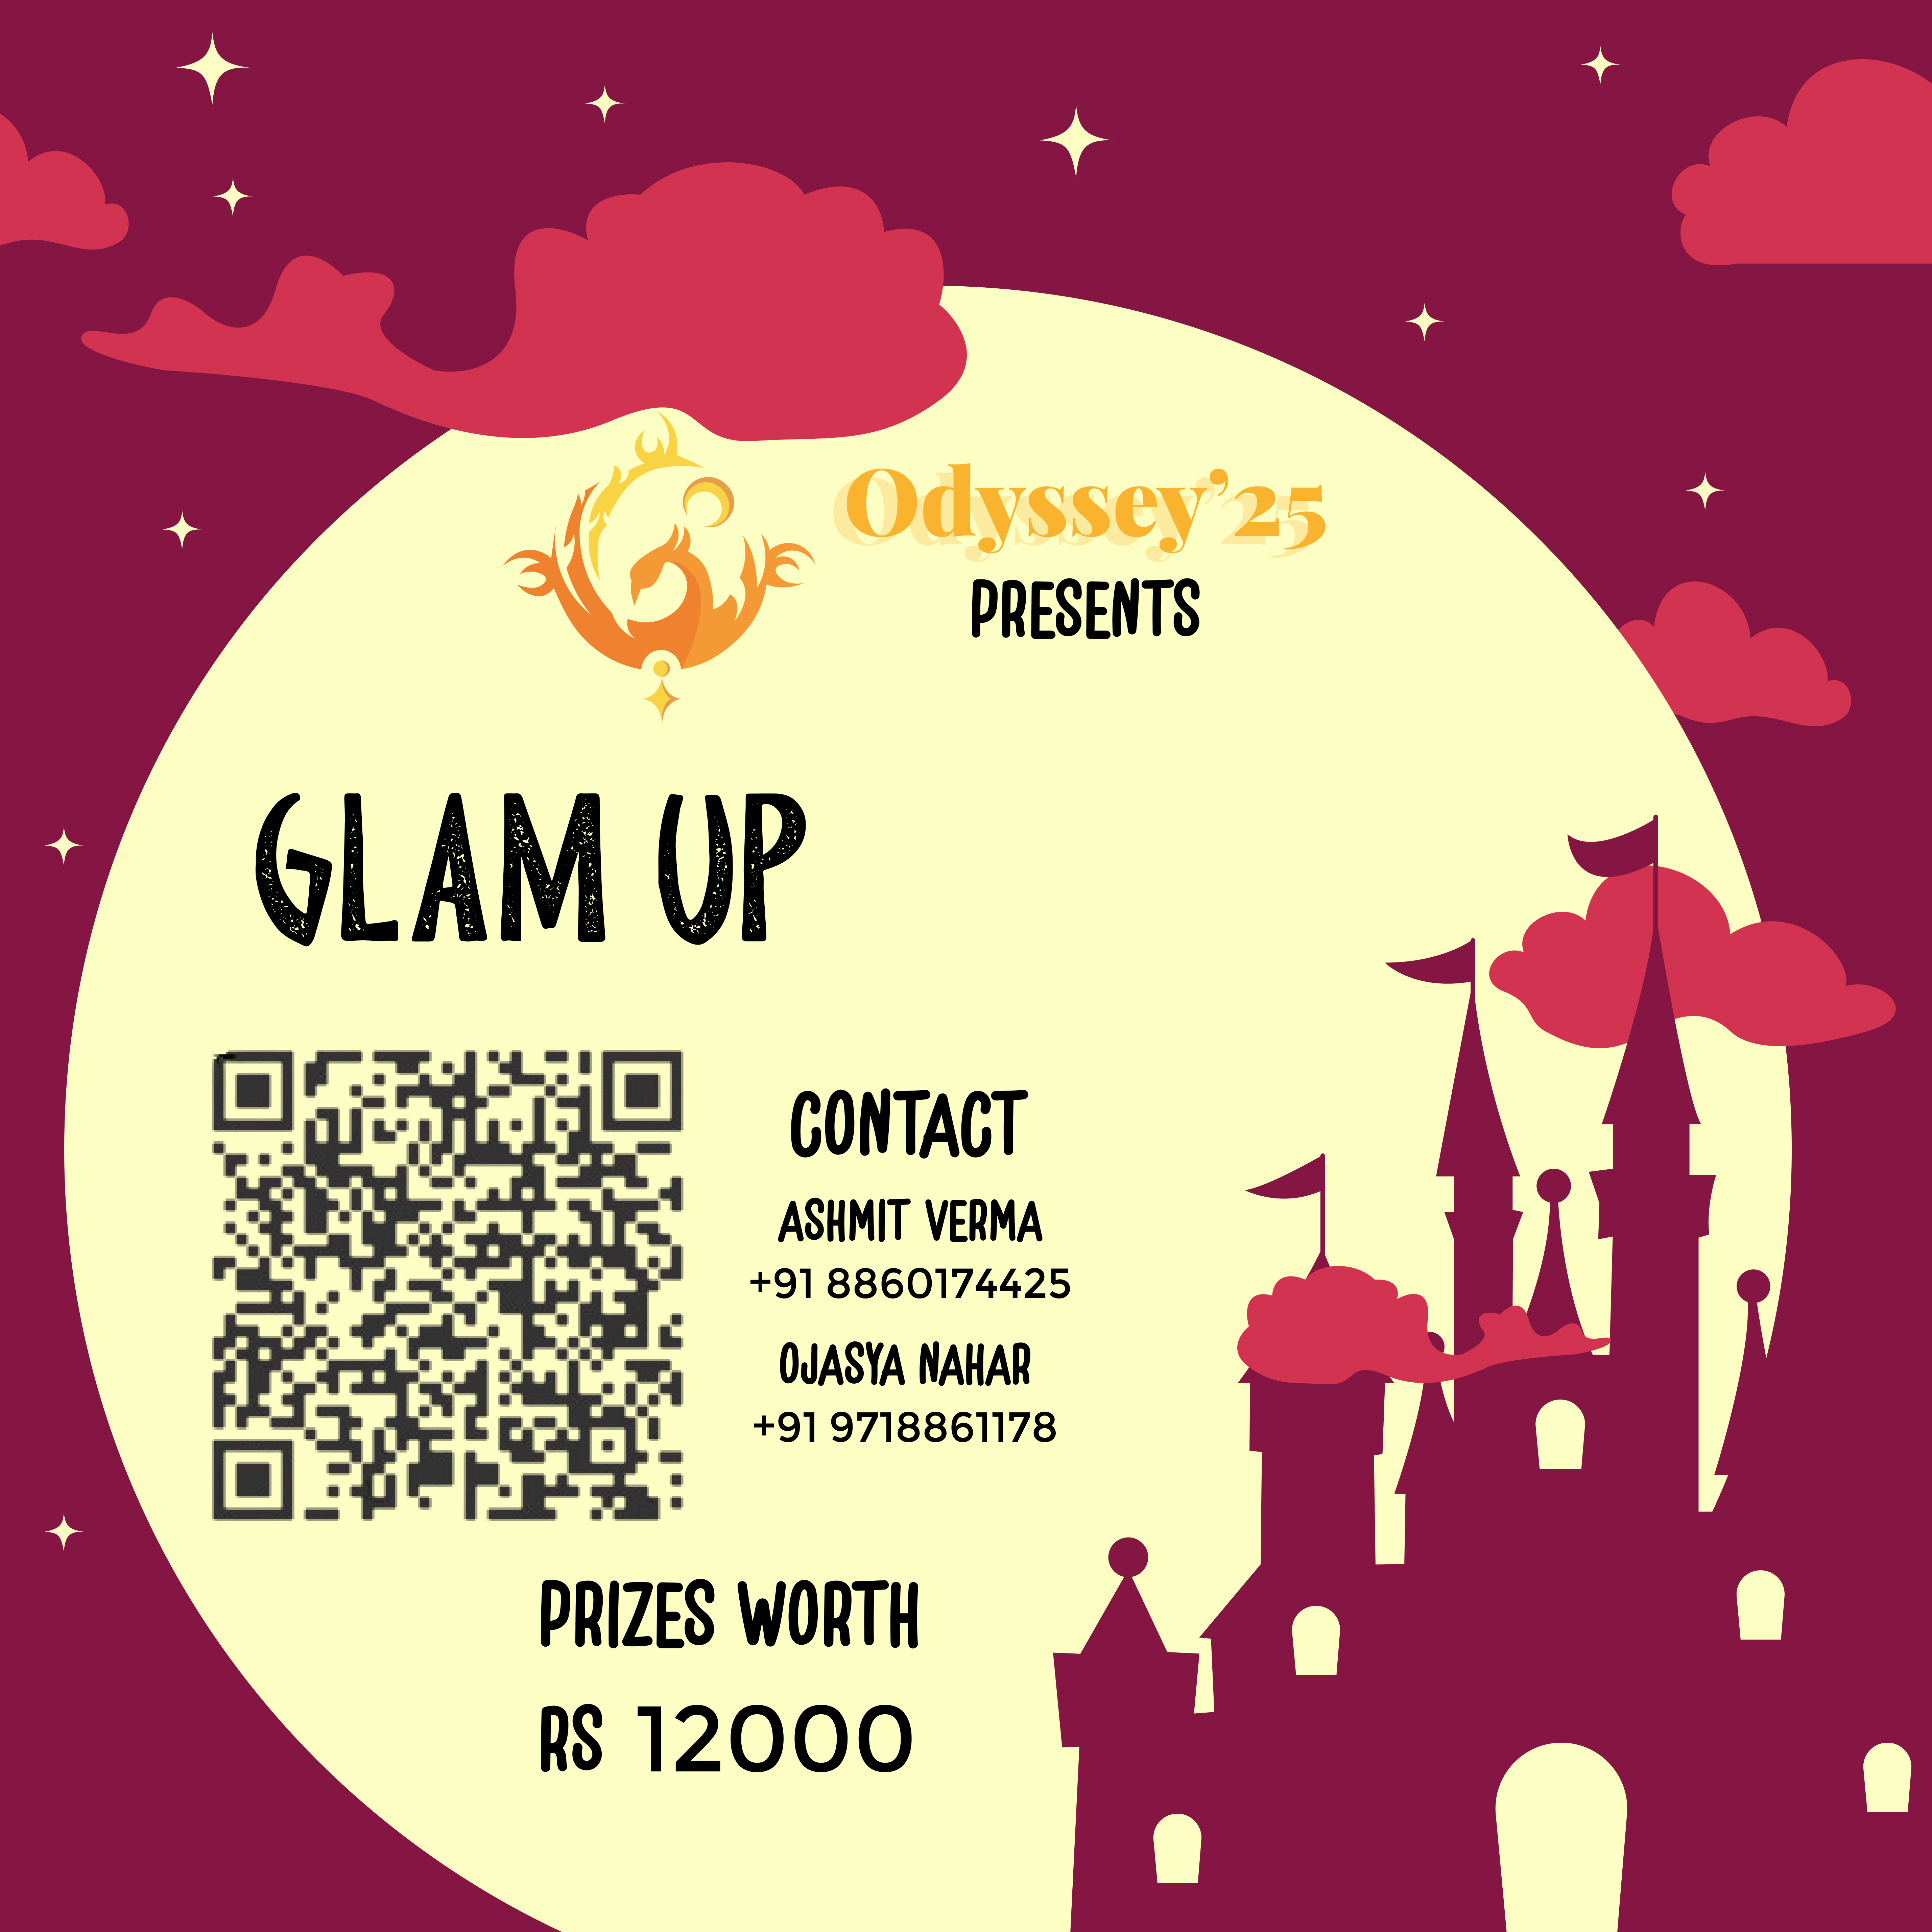 Odyssey'25
PRESENTS
GLAM UP
CONTACT
ASHMIT VERMA
+91 8860174425
OJASYA NAHAR
+91 9718861178
PRIZES WORTH
RS 12000